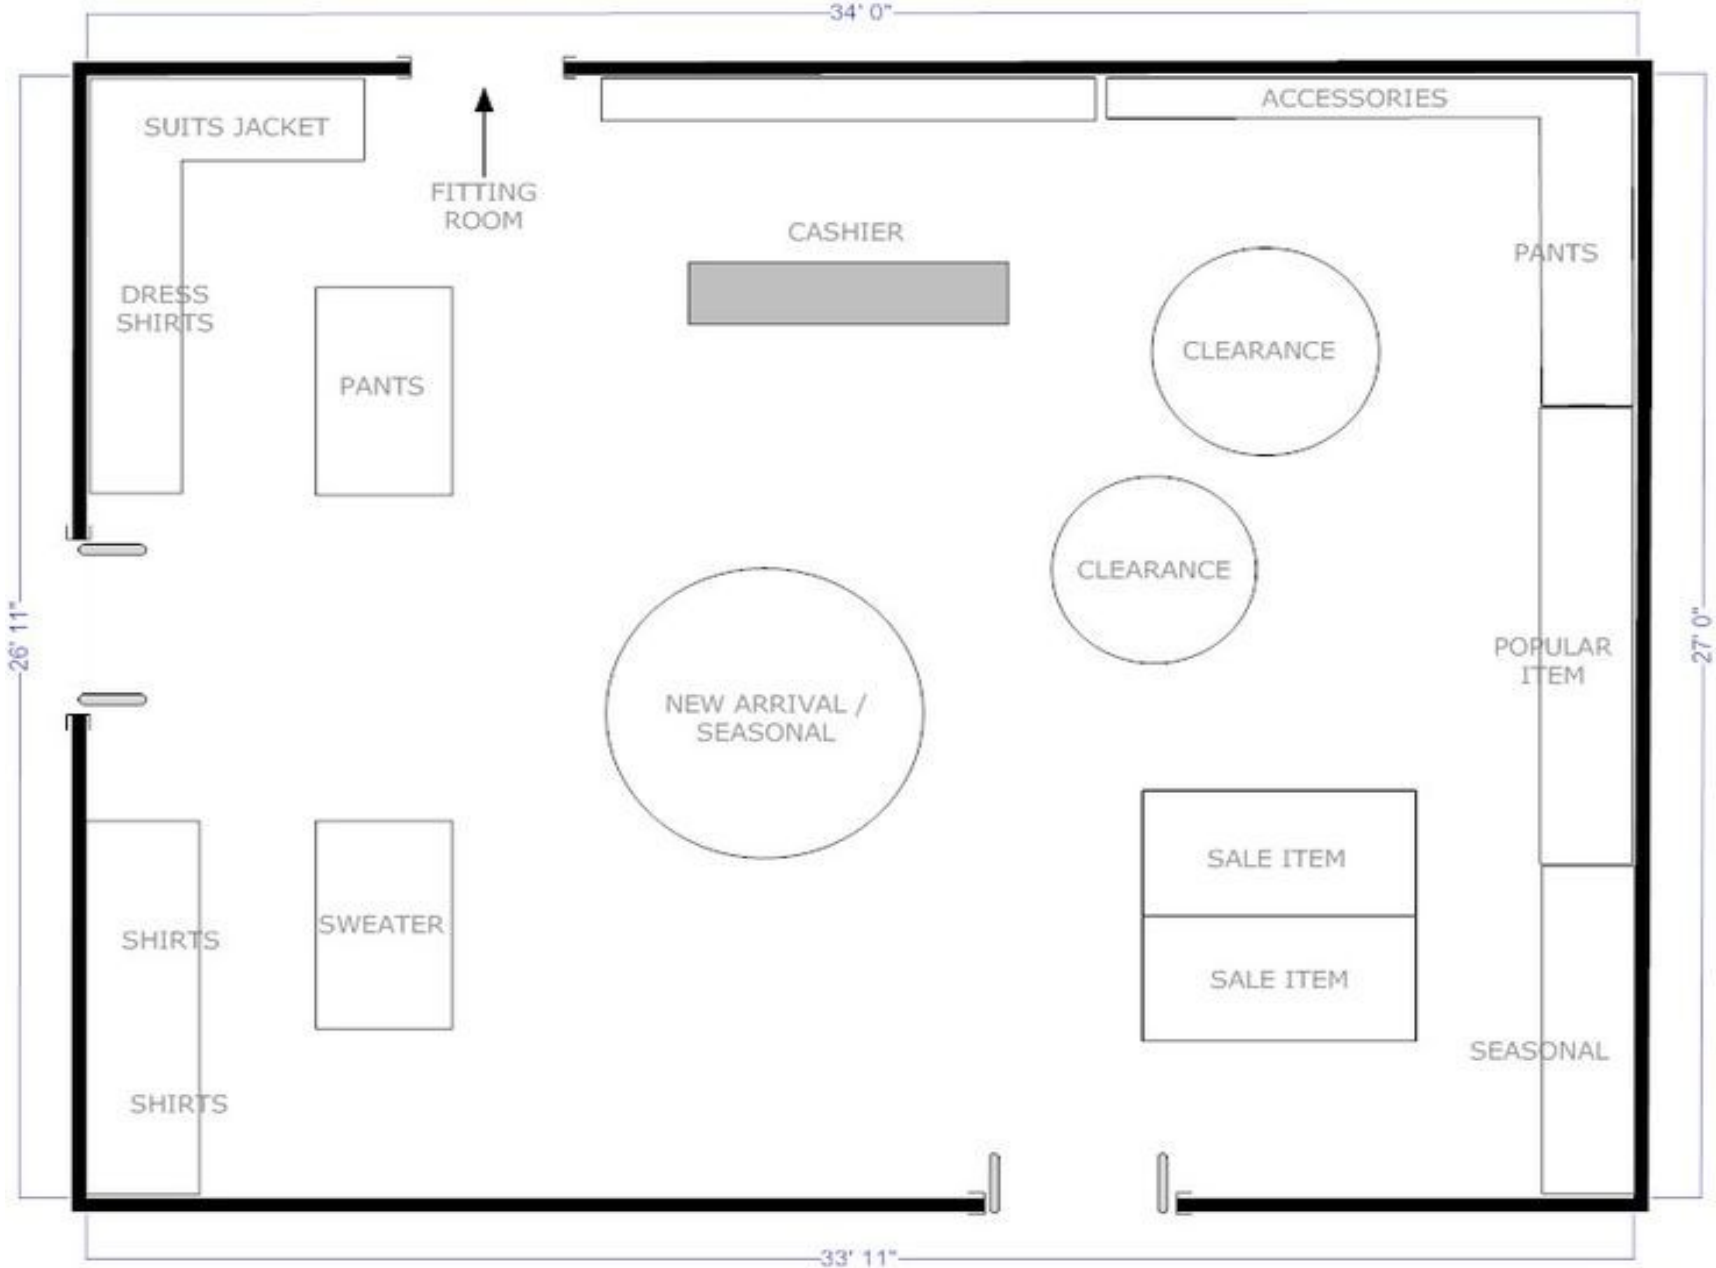 34' 0"
SUITS JACKET
ACCESSORIES
FITTING
ROOM
CASHIER
PANTS
DRESS
SHIRTS
CLEARANCE
PANTS
CLEARANCE
26' 11"
27' 0"
POPULAR
ITEM
NEW ARRIVAL /
SEASONAL
SALE ITEM
SWEATER
SHIRTS
SALE ITEM
SEASONAL
SHIRTS
33' 11"